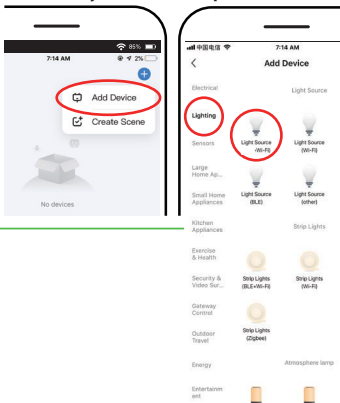 85%
7:14 AM
2%
Add Device
Create Scene
No devices
中国电信
7:14 AM
Add Device
Electrical
Light Source
Lighting
Sensors
Light Source
-Wi-Fi)
Light Source
(Wi-Fi)
Large
Home Ap...
Small Home
Appliances
Light Source
(BLE)
Light Source
(other)
Kitchen
Appliances
Strip Lights
Exercise
& Health
Security &
Video Sur...
Strip Lights
(BLE+Wi-Fi)
Strip Lights
(Wi-Fi)
Gateway
Control
Outdoor
Travel
Strip Lights
(Zigbee)
Energy
Atmosphere lamp
Entertainm
ent